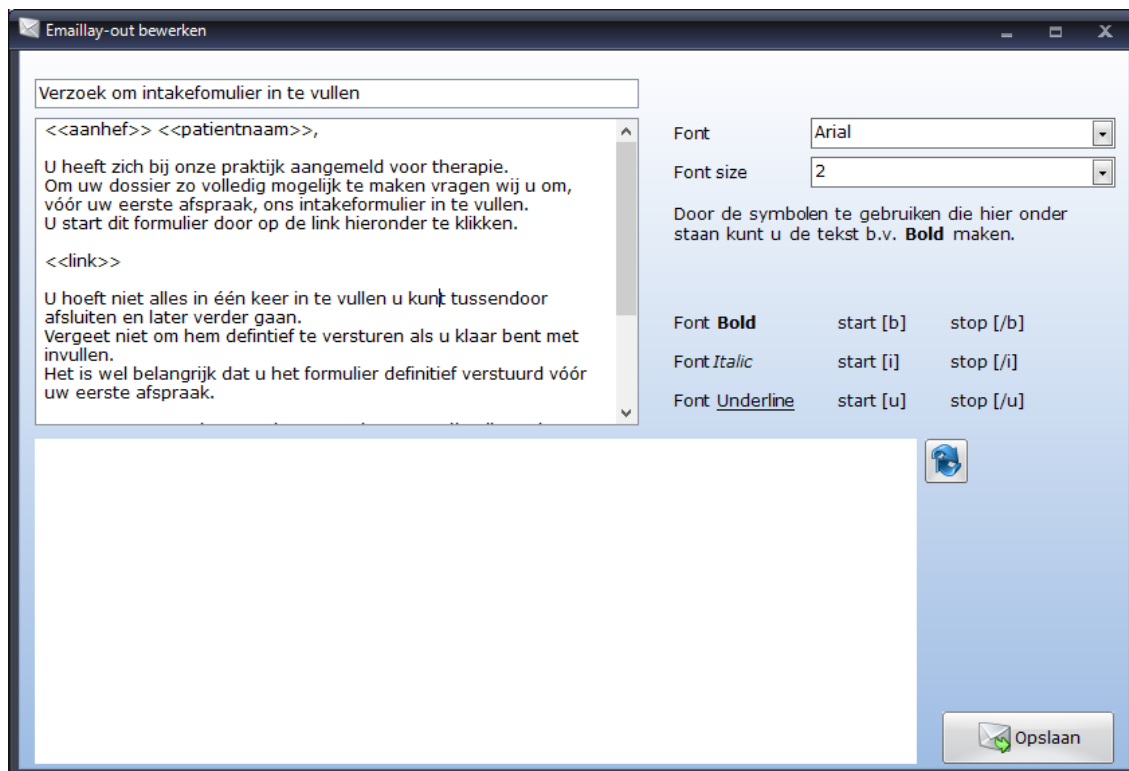 Emaillay-out bewerken
Verzoek om intakefomulier in te vullen
<<aanhef>> <<patientnaam>>,
U heeft zich bij onze praktijk aangemeld voor therapie.
Om uw dossier zo volledig mogelijk te maken vragen wij u om,
vóór uw eerste afspraak, ons intakeformulier in te vullen.
U start dit formulier door op de link hieronder te klikken.
<<link>>
U hoeft niet alles in één keer in te vullen u kunt tussendoor
afsluiten en later verder gaan.
Vergeet niet om hem defintief te versturen als u klaar bent met
invullen.
Het is wel belangrijk dat u het formulier definitief verstuurd vóór
uw eerste afspraak.
Font Arial
Font size 2
Door de symbolen te gebruiken die hier onder
staan kunt u de tekst b.v. Bold maken.
Font Bold start [b] stop [/b]
Font Italic start [i] stop [/i]
Font Underline start [u] stop [/u]
Opslaan